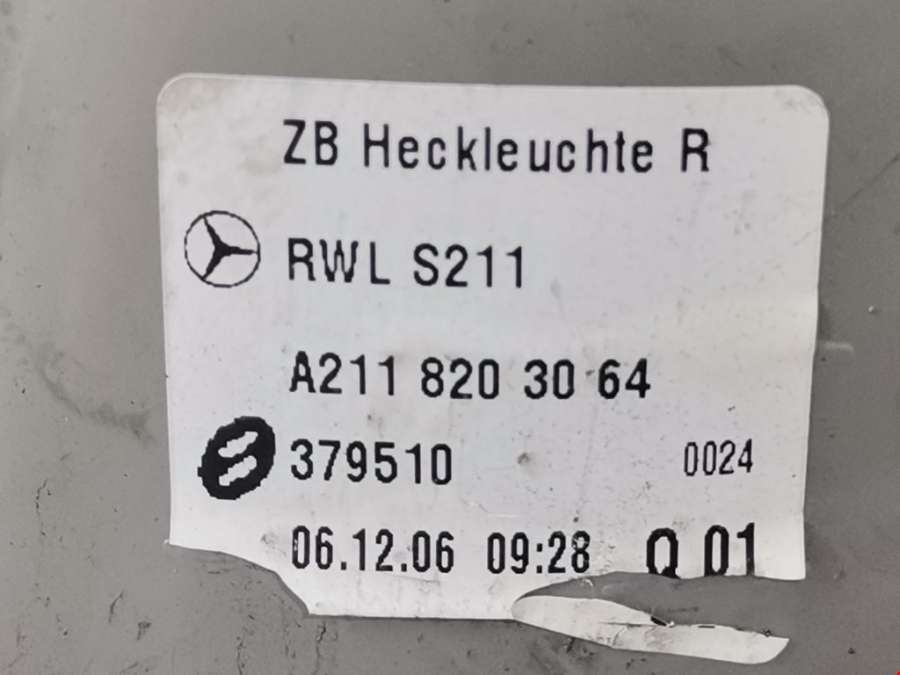 ZB Heckleuchte R
RWL S211
A211 820 30 64
379510 0024
06.12.06 09:28 Q 01